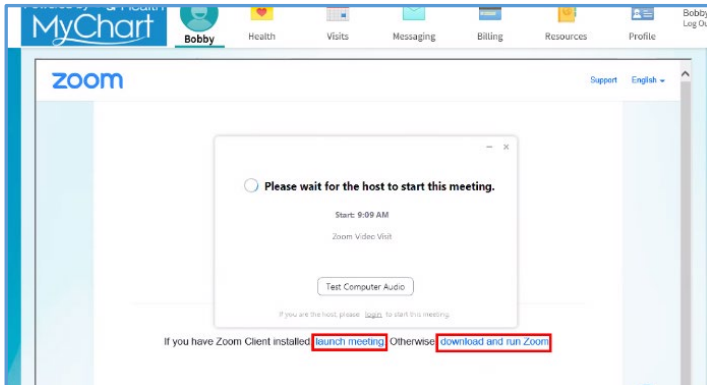 MyChart
Bobby
Health
Visits
Messaging
Billing
Resources
Profile
Bobby
Log Ou
zoom
Support
English
Please wait for the host to start this meeting.
Start: 9:09 AM
Zoom Video Visit
Test Computer Audio
If you are the host, please login to start this meeting.
If you have Zoom Client installed, launch meeting. Otherwise, download and run Zoom